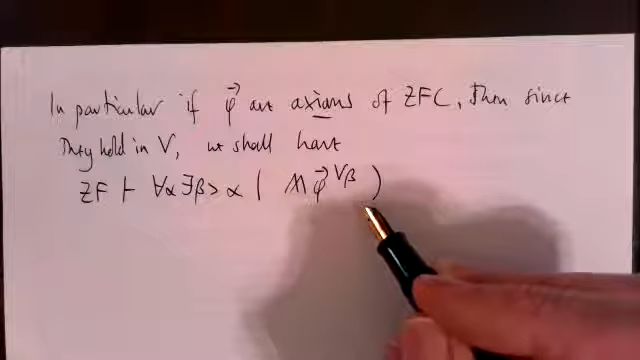 In particular if φ⃗ are axioms of ZFC, then since
they hold in V, we shall have
ZF ⊢ ∀α∃β>α ( ⋀ φ⃗^{Vβ} )